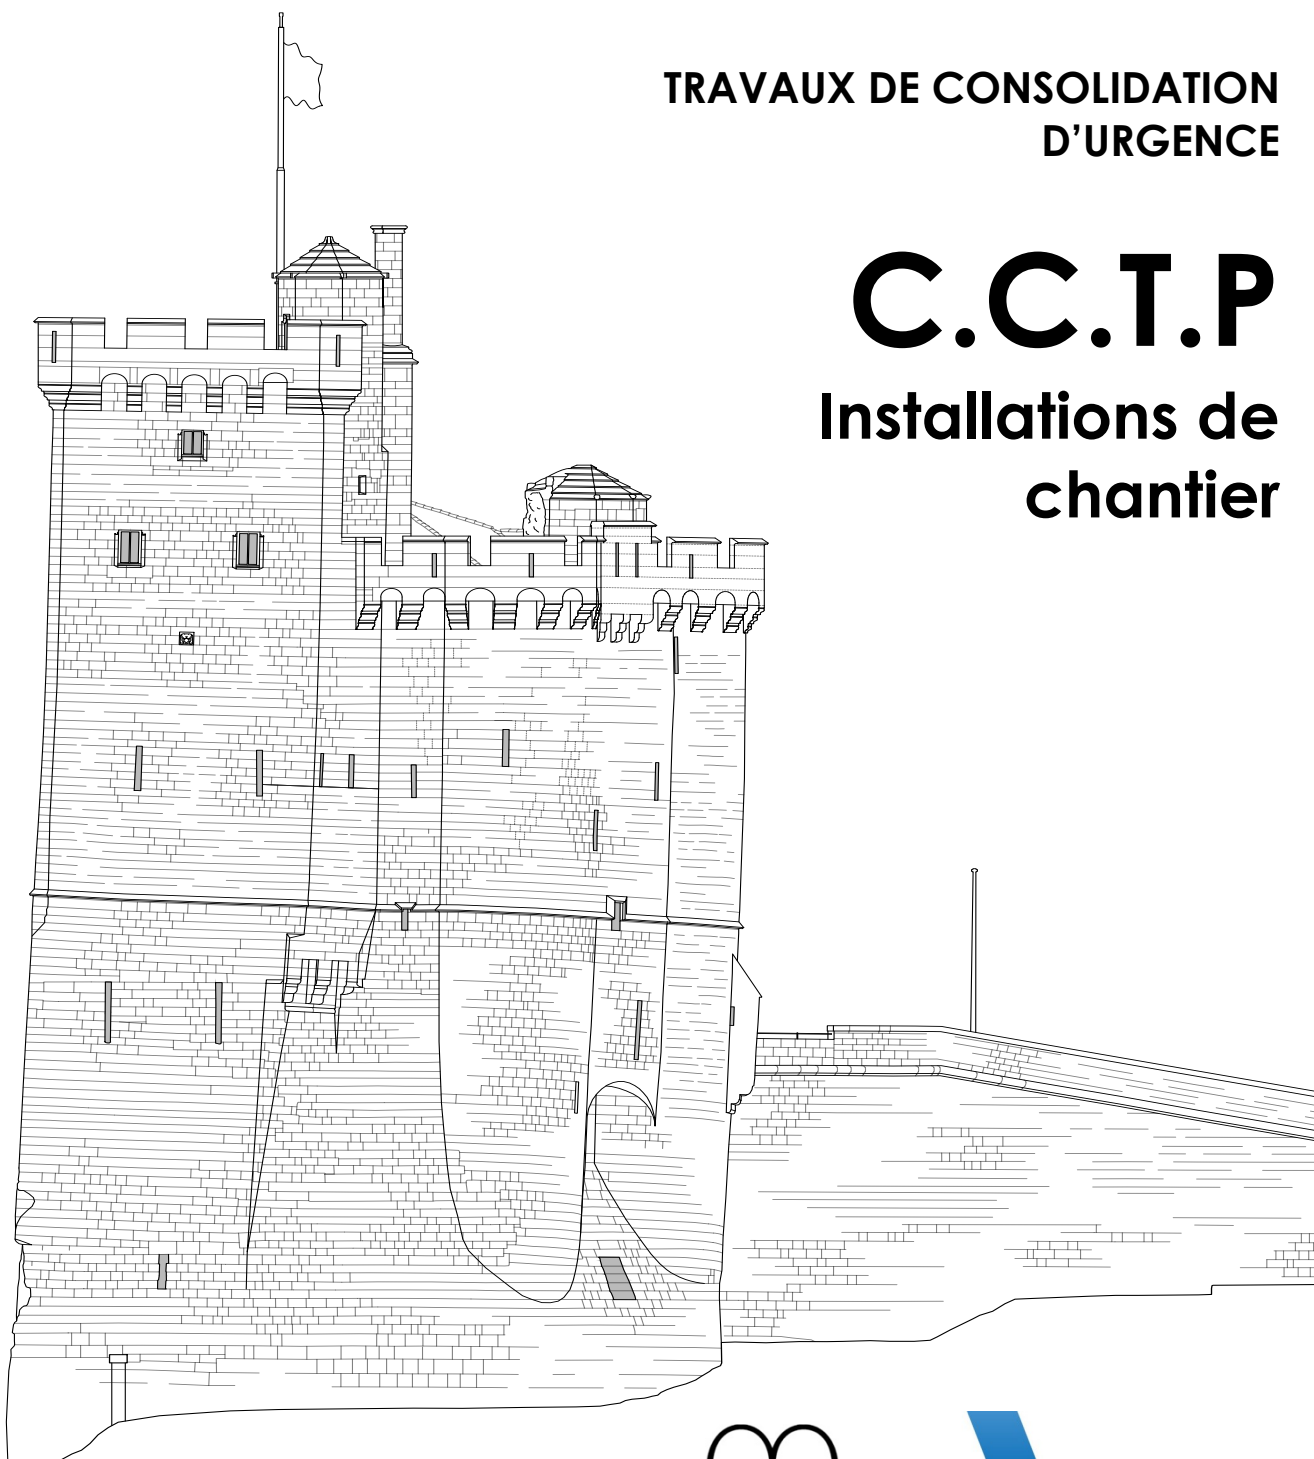 TRAVAUX DE CONSOLIDATION
D’URGENCE
C.C.T.P
Installations de
chantier